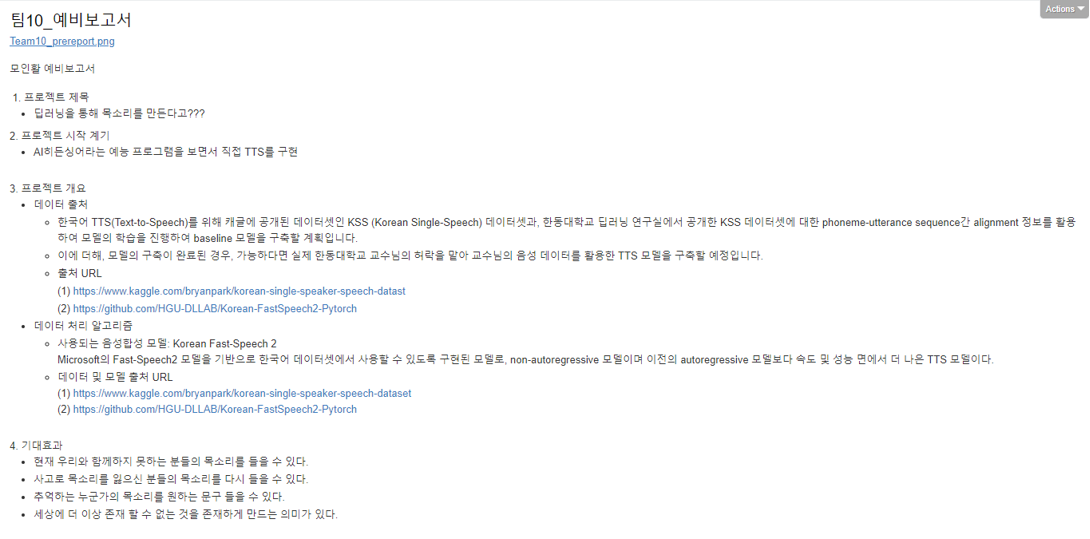 팀10_예비보고서
Actions
Team10_prereport.png
모인활 예비보고서
1. 프로젝트 제목
• 딥러닝을 통해 목소리를 만든다고???
2. 프로젝트 시작 계기
• AI히든싱어라는 예능 프로그램을 보면서 직접 TTS를 구현
3. 프로젝트 개요
• 데이터 출처
○ 한국어 TTS(Text-to-Speech)를 위해 캐글에 공개된 데이터셋인 KSS (Korean Single-Speech) 데이터셋과, 한동대학교 딥러닝 연구실에서 공개한 KSS 데이터셋에 대한 phoneme-utterance sequence간 alignment 정보를 활용
하여 모델의 학습을 진행하여 baseline 모델을 구축할 계획입니다.
○ 이에 더해, 모델의 구축이 완료된 경우, 가능하다면 실제 한동대학교 교수님의 허락을 맡아 교수님의 음성 데이터를 활용한 TTS 모델을 구축할 예정입니다.
○ 출처 URL
(1) https://www.kaggle.com/bryanpark/korean-single-speaker-speech-datast
(2) https://github.com/HGU-DLLAB/Korean-FastSpeech2-Pytorch
• 데이터 처리 알고리즘
○ 사용되는 음성합성 모델: Korean Fast-Speech 2
Microsoft의 Fast-Speech2 모델을 기반으로 한국어 데이터셋에서 사용할 수 있도록 구현된 모델로, non-autoregressive 모델이며 이전의 autoregressive 모델보다 속도 및 성능 면에서 더 나온 TTS 모델이다.
○ 데이터 및 모델 출처 URL
(1) https://www.kaggle.com/bryanpark/korean-single-speaker-speech-dataset
(2) https://github.com/HGU-DLLAB/Korean-FastSpeech2-Pytorch
4. 기대효과
• 현재 우리와 함께하지 못하는 분들의 목소리를 들을 수 있다.
• 사고로 목소리를 잃으신 분들의 목소리를 다시 들을 수 있다.
• 추억하는 누군가의 목소리를 원하는 문구 들을 수 있다.
• 세상에 더 이상 존재 할 수 없는 것을 존재하게 만드는 의미가 있다.